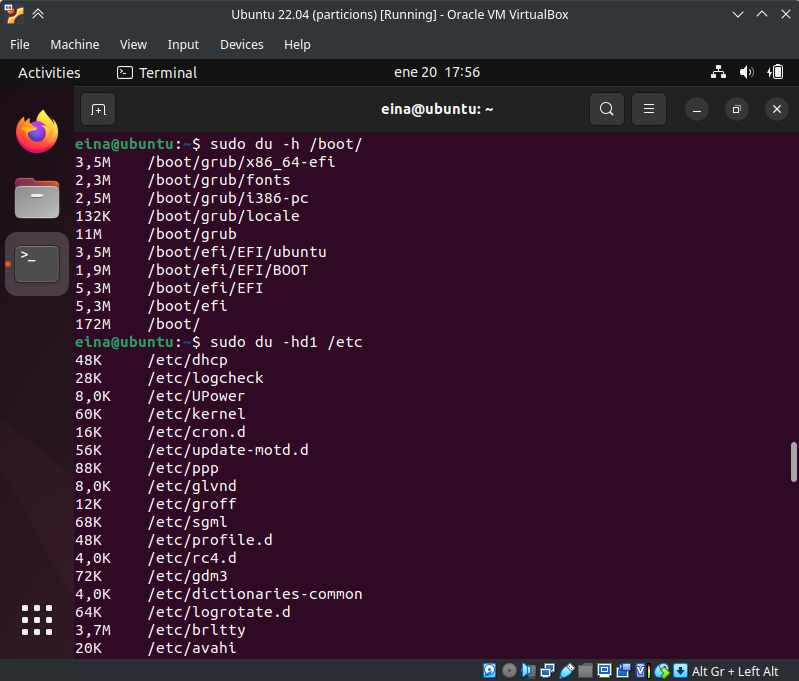 Ubuntu 22.04 (particions) [Running] - Oracle VM VirtualBox
File Machine View Input Devices Help
Activities Terminal ene 20 17:56
eina@ubuntu: ~
eina@ubuntu:~$ sudo du -h /boot/
3,5M /boot/grub/x86_64-efi
2,3M /boot/grub/fonts
2,5M /boot/grub/i386-pc
132K /boot/grub/locale
11M /boot/grub
3,5M /boot/efi/EFI/ubuntu
1,9M /boot/efi/EFI/BOOT
5,3M /boot/efi/EFI
5,3M /boot/efi
172M /boot/
eina@ubuntu:~$ sudo du -hd1 /etc
48K /etc/dhcp
28K /etc/logcheck
8,0K /etc/UPower
60K /etc/kernel
16K /etc/cron.d
56K /etc/update-motd.d
88K /etc/ppp
8,0K /etc/glvnd
12K /etc/groff
68K /etc/sgml
48K /etc/profile.d
4,0K /etc/rc4.d
72K /etc/gdm3
4,0K /etc/dictionaries-common
64K /etc/logrotate.d
3,7M /etc/brltty
20K /etc/avahi
Alt Gr + Left Alt